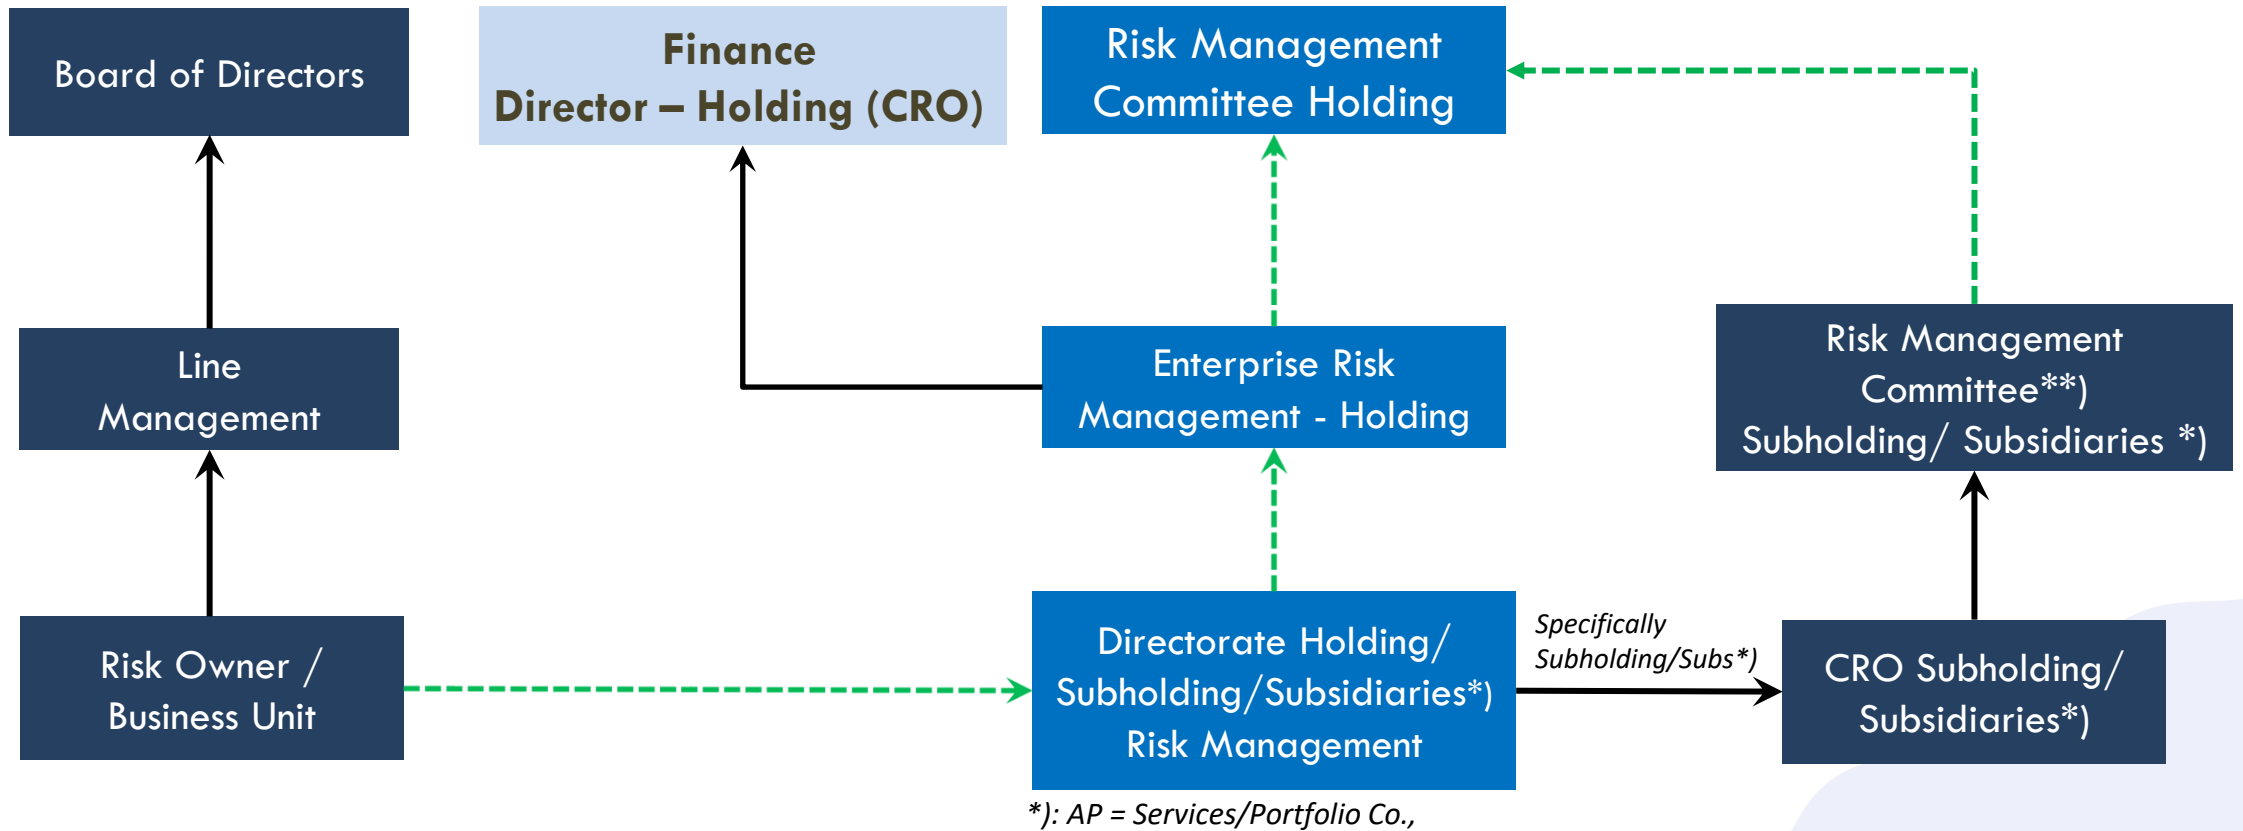 Board of Directors
Finance
Director – Holding (CRO)
Risk Management
Committee Holding
Line
Management
Enterprise Risk
Management - Holding
Risk Management
Committee**)
Subholding/ Subsidiaries *)
Risk Owner /
Business Unit
Directorate Holding/
Subholding/Subsidiaries*)
Risk Management
Specifically
Subholding/Subs*)
CRO Subholding/
Subsidiaries*)
*): AP = Services/Portfolio Co.,